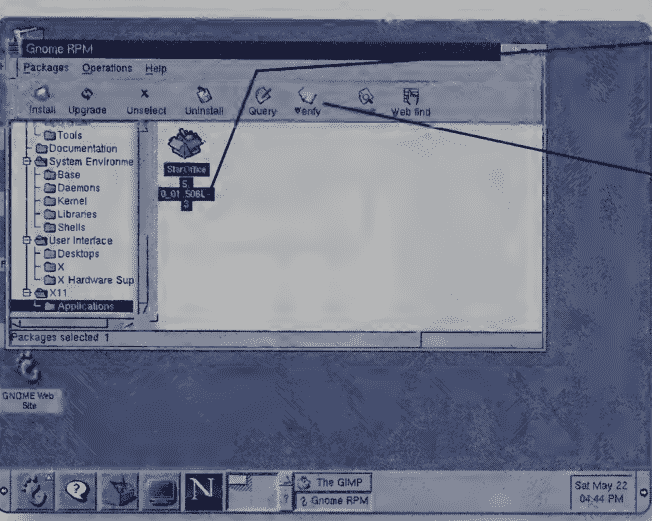 Gnome RPM
Packages Operations Help
Install Upgrade Unselect Uninstall Query Verify Web find
Tools
Documentation
System Environme
Base
Daemons
Kernel
Libraries
Shells
User Interface
Desktops
X
X Hardware Sup
X11
Applications
StarOffice
Packages selected 1
GNOME Web
Site
N
The GIMP
Gnome RPM
Sat May 22
04:44 PM